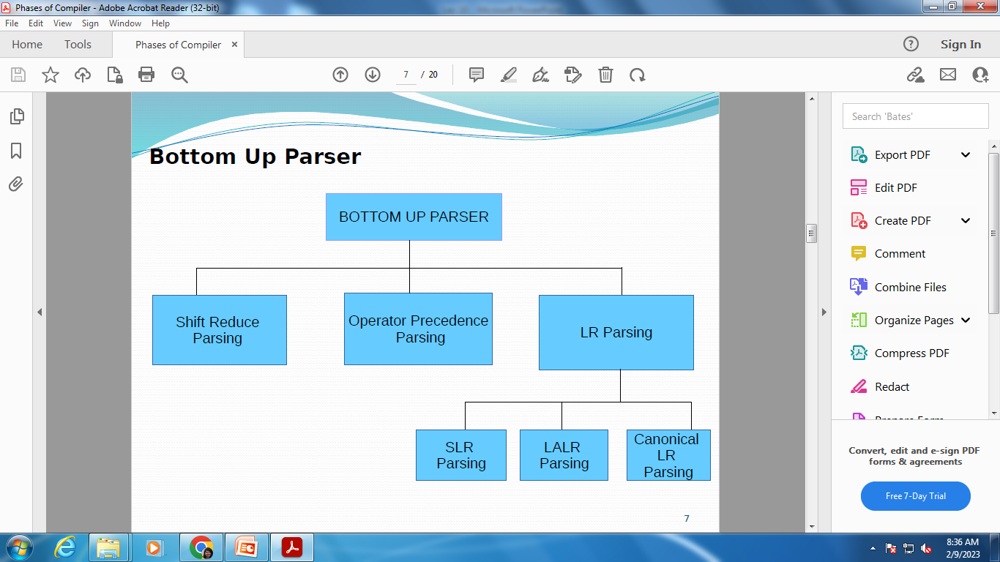 Phases of Compiler - Adobe Acrobat Reader (32-bit)
File Edit View Sign Window Help
Home Tools Phases of Compiler × Sign In
7 / 20
Search 'Bates'
Bottom Up Parser
BOTTOM UP PARSER
Shift Reduce
Parsing
Operator Precedence
Parsing
LR Parsing
SLR
Parsing
LALR
Parsing
Canonical
LR
Parsing
7
Export PDF
Edit PDF
Create PDF
Comment
Combine Files
Organize Pages
Compress PDF
Redact
Prepare Form
Convert, edit and e-sign PDF
forms & agreements
Free 7-Day Trial
8:36 AM
2/9/2023